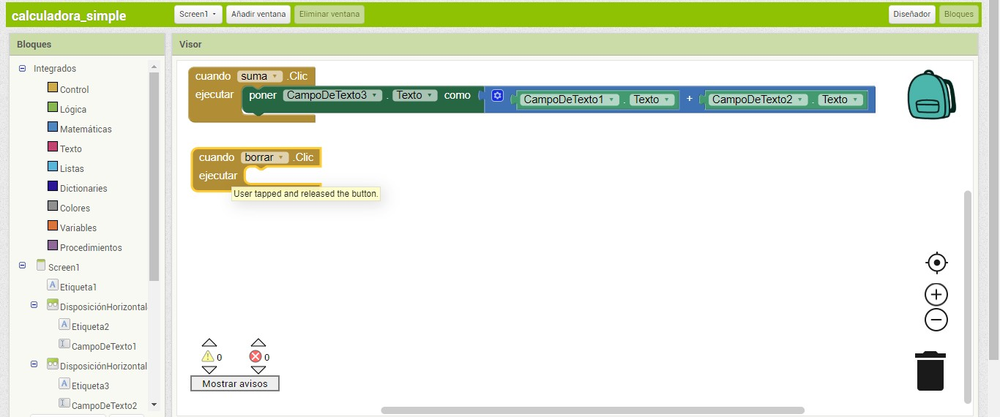 calculadora_simple Screen1 Añadir ventana Eliminar ventana Diseñador Bloques
Bloques
Integrados
Control
Lógica
Matemáticas
Texto
Listas
Dictionaries
Colores
Variables
Procedimientos
Screen1
Etiqueta1
DisposiciónHorizontal
Etiqueta2
CampoDeTexto1
DisposiciónHorizontal
Etiqueta3
CampoDeTexto2
Visor
cuando suma .Clic
ejecutar poner CampoDeTexto3 . Texto como CampoDeTexto1 . Texto + CampoDeTexto2 . Texto
cuando borrar .Clic
ejecutar
User tapped and released the button.
0 0
Mostrar avisos